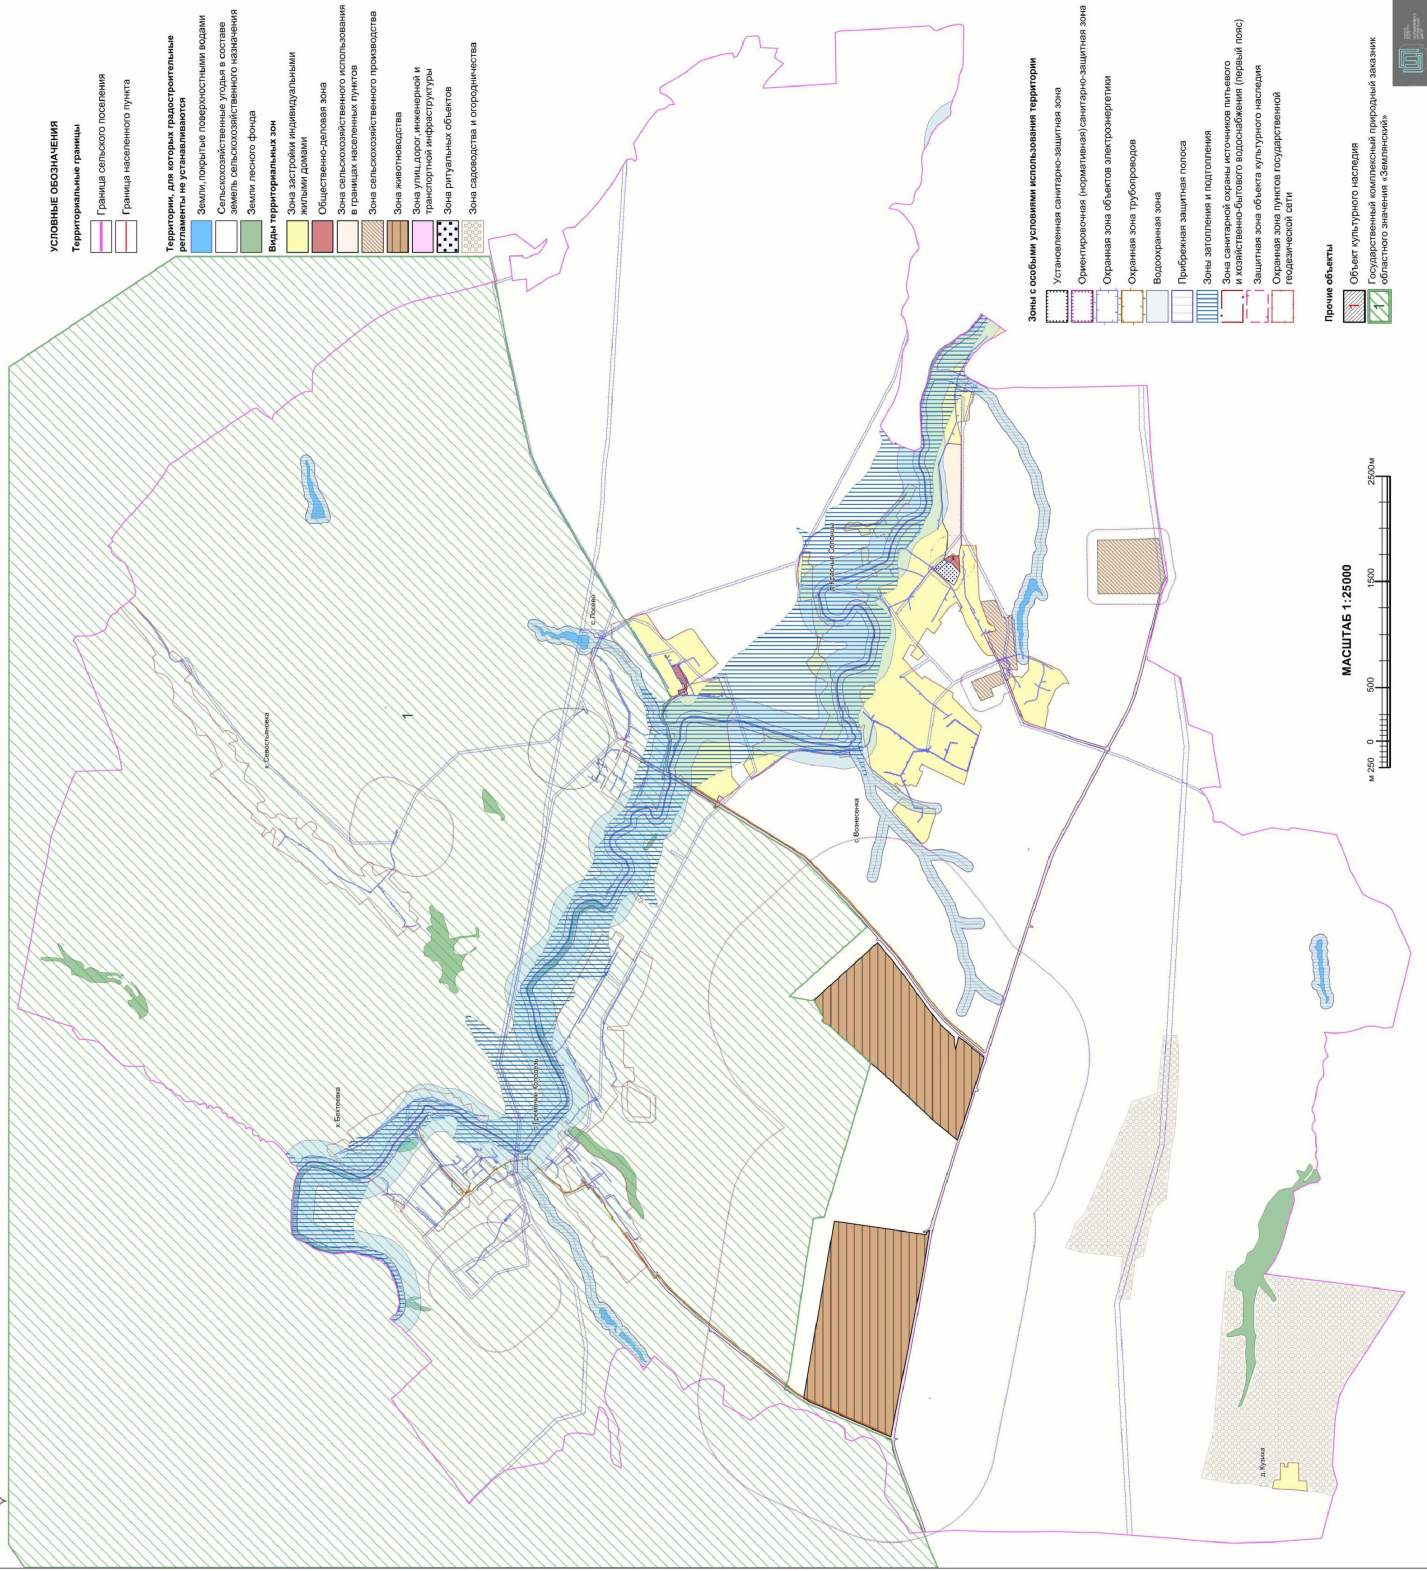 УСЛОВНЫЕ ОБОЗНАЧЕНИЯ
Территориальные границы
Граница сельского поселения
Граница населенного пункта
Территории, для которых градостроительные
регламенты не устанавливаются
Земли, покрытые поверхностными водами
Сельскохозяйственные угодья в составе
земель сельскохозяйственного назначения
Земли лесного фонда
Виды территориальных зон
Зона застройки индивидуальными
жилыми домами
Общественно-деловая зона
Зона сельскохозяйственного использования
в границах населенных пунктов
Зона сельскохозяйственного производства
Зона животноводства
Зона улиц,дорог, инженерной и
транспортной инфраструктуры
Зона ритуальных объектов
Зона садоводства и огородничества
Зоны с особыми условиями использования территории
Установленная санитарно-защитная зона
Ориентировочная (нормативная) санитарно-защитная зона
Охранная зона объектов электроэнергетики
Охранная зона трубопроводов
Водоохранная зона
Прибрежная защитная полоса
Зоны затопления и подтопления
Зона санитарной охраны источников питьевого
и хозяйственно-бытового водоснабжения (первый пояс)
Защитная зона объекта культурного наследия
Охранная зона пунктов государственной
геодезической сети
Прочие объекты
1
Объект культурного наследия
1
Государственный комплексный природный заказник
областного значения «Землянский»
МАСШТАБ 1:25000
м 250 0 500 1500 2500м
х.Севостьяновка
1
с.Лосево
х.Бехтеевка
с.Вознесенка
д.Кузиха
Y